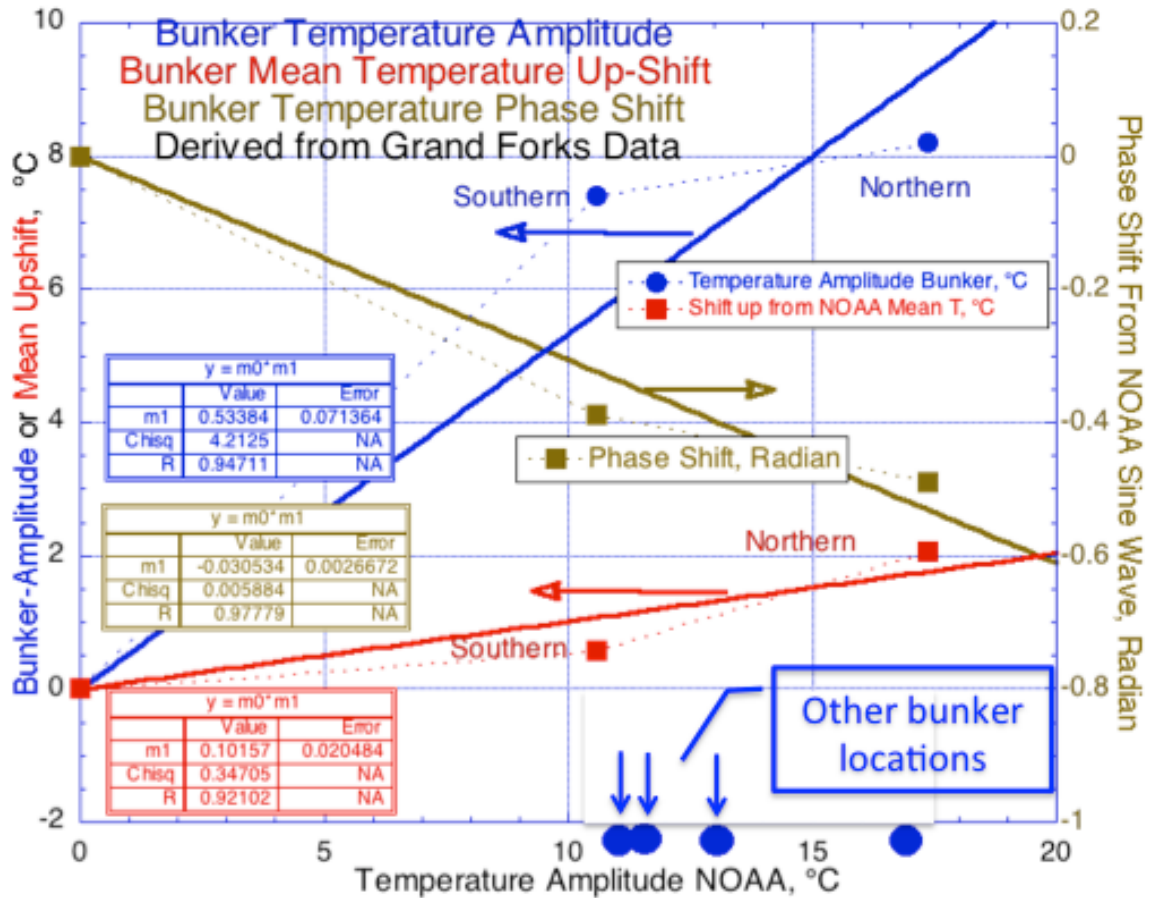 Bunker Temperature Amplitude
Bunker Mean Temperature Up-Shift
Bunker Temperature Phase Shift
Derived from Grand Forks Data
10
8
6
4
2
0
-2
Bunker-Amplitude or Mean Upshift, °C
0.2
0
-0.2
-0.4
-0.6
-0.8
-1
Phase Shift From NOAA Sine Wave, Radian
Southern
Northern
Temperature Amplitude Bunker, °C
Shift up from NOAA Mean T, °C
y = m0*m1
Value Error
m1 0.53384 0.071364
Chisq 4.2125 NA
R 0.94711 NA
Phase Shift, Radian
y = m0*m1
Value Error
m1 -0.030534 0.0026672
Chisq 0.005884 NA
R 0.97779 NA
Northern
Southern
y = m0*m1
Value Error
m1 0.10157 0.020484
Chisq 0.34705 NA
R 0.92102 NA
Other bunker
locations
0 5 10 15 20
Temperature Amplitude NOAA, °C